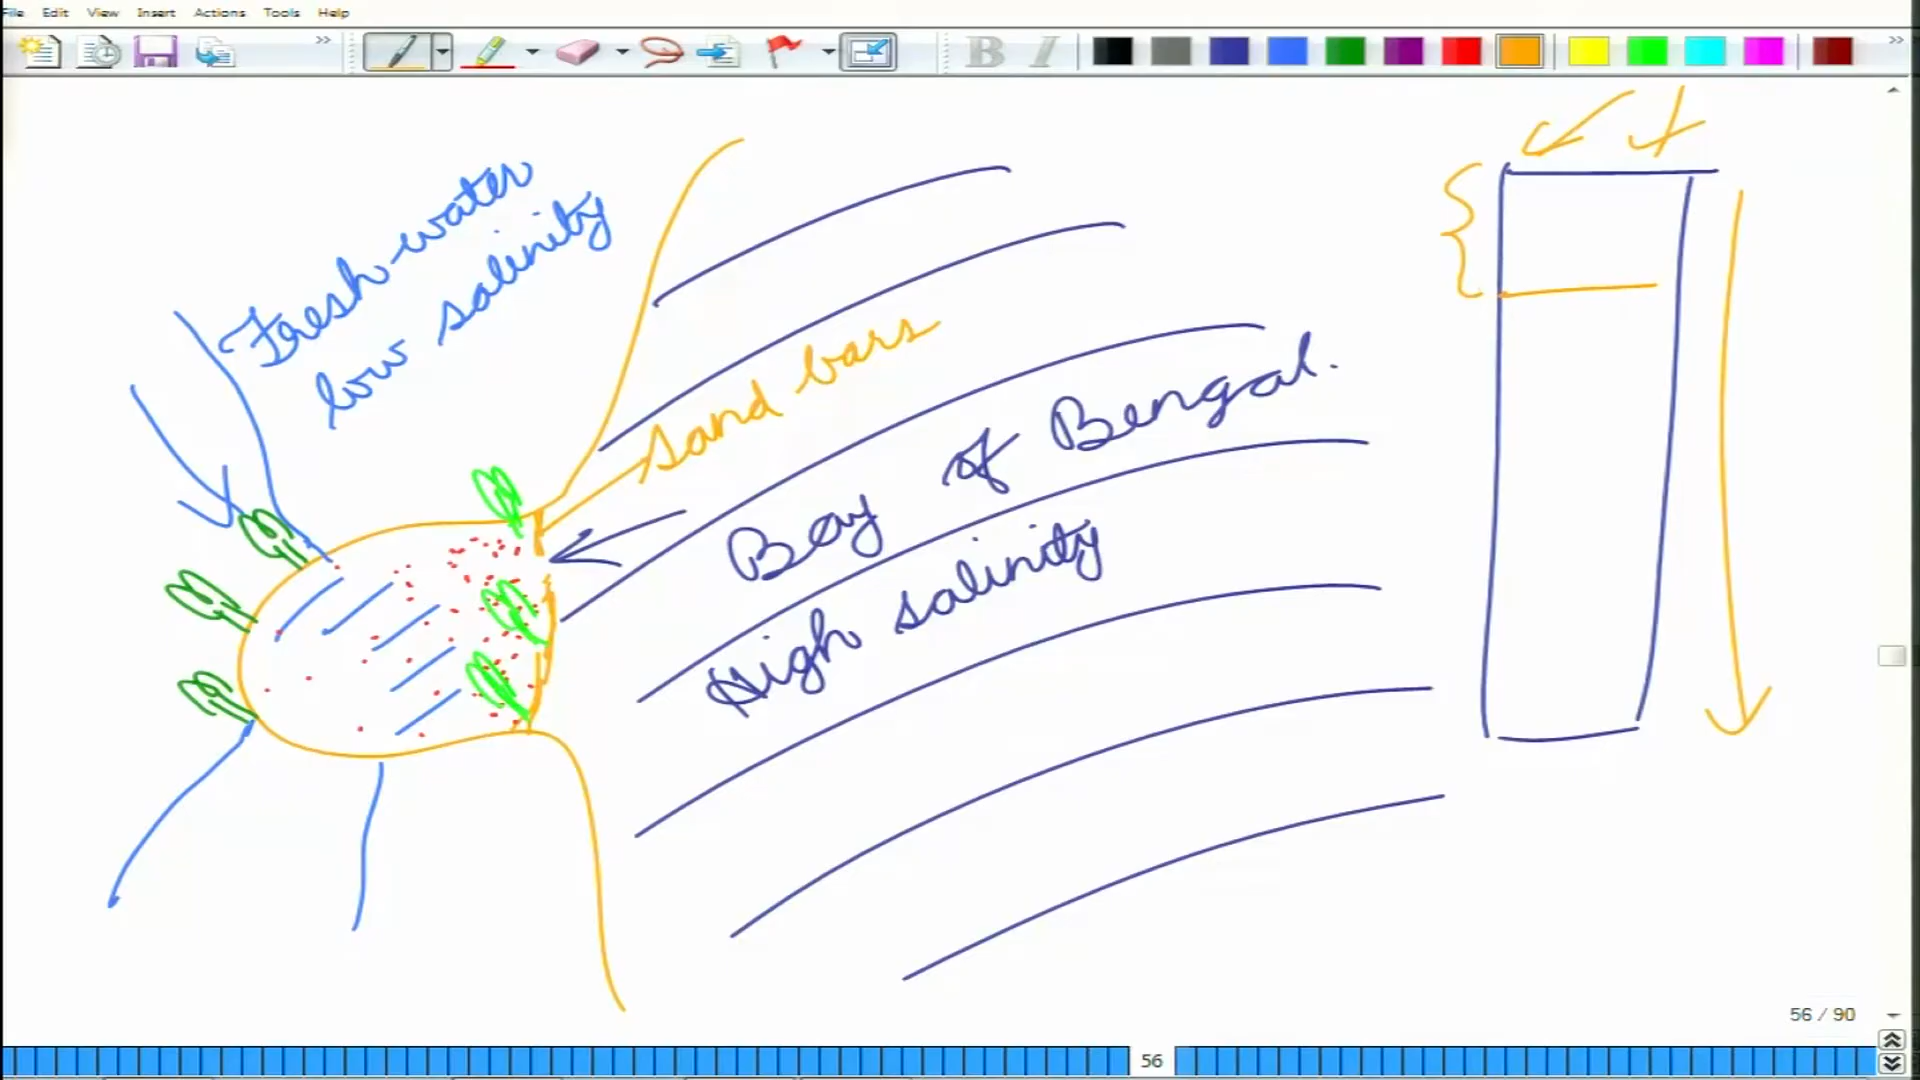 File Edit View Insert Actions Tools Help
B I
Fresh-water
low salinity
sand bars
Bay of Bengal.
High salinity
56 / 90
56